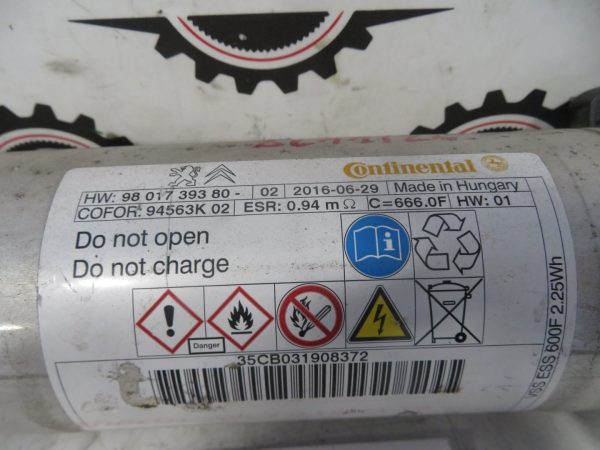 Continental
HW: 98 017 393 80 - 02 2016-06-29 Made in Hungary
COFOR: 94563K 02 ESR: 0.94 mΩ C=666.0F HW: 01
Do not open
Do not charge
Danger
35CB031908372
VSS ESS 600F 2.25Wh